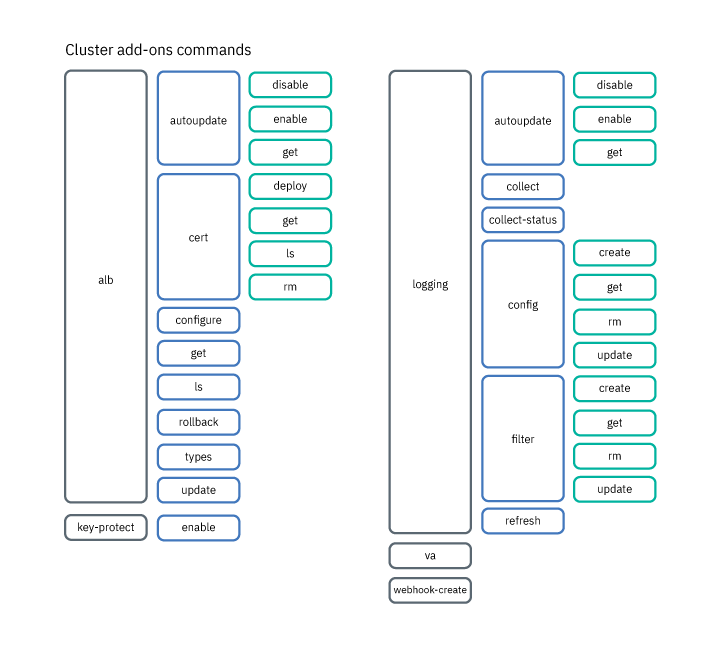 Cluster add-ons commands
alb
autoupdate
disable
enable
get
cert
deploy
get
ls
rm
configure
get
ls
rollback
types
update
key-protect
enable
logging
autoupdate
disable
enable
get
collect
collect-status
config
create
get
rm
update
filter
create
get
rm
update
refresh
va
webhook-create